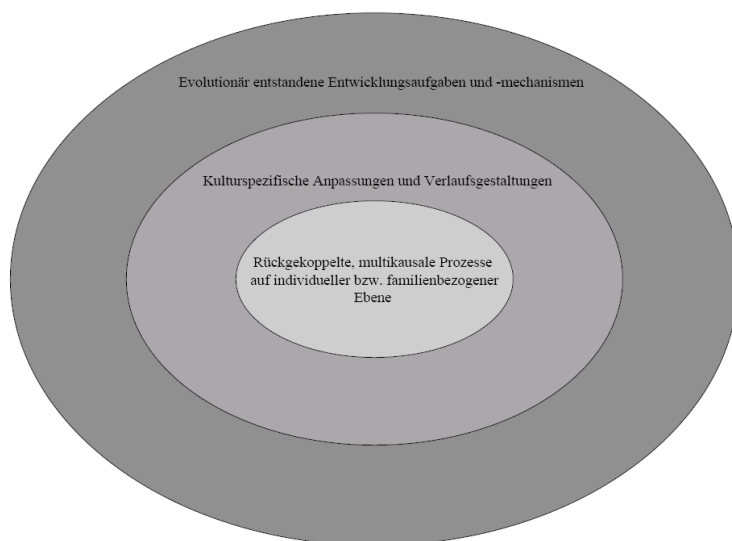 Evolutionär entstandene Entwicklungsaufgaben und -mechanismen
Kulturspezifische Anpassungen und Verlaufsgestaltungen
Rückgekoppelte, multikausale Prozesse
auf individueller bzw. familienbezogener
Ebene